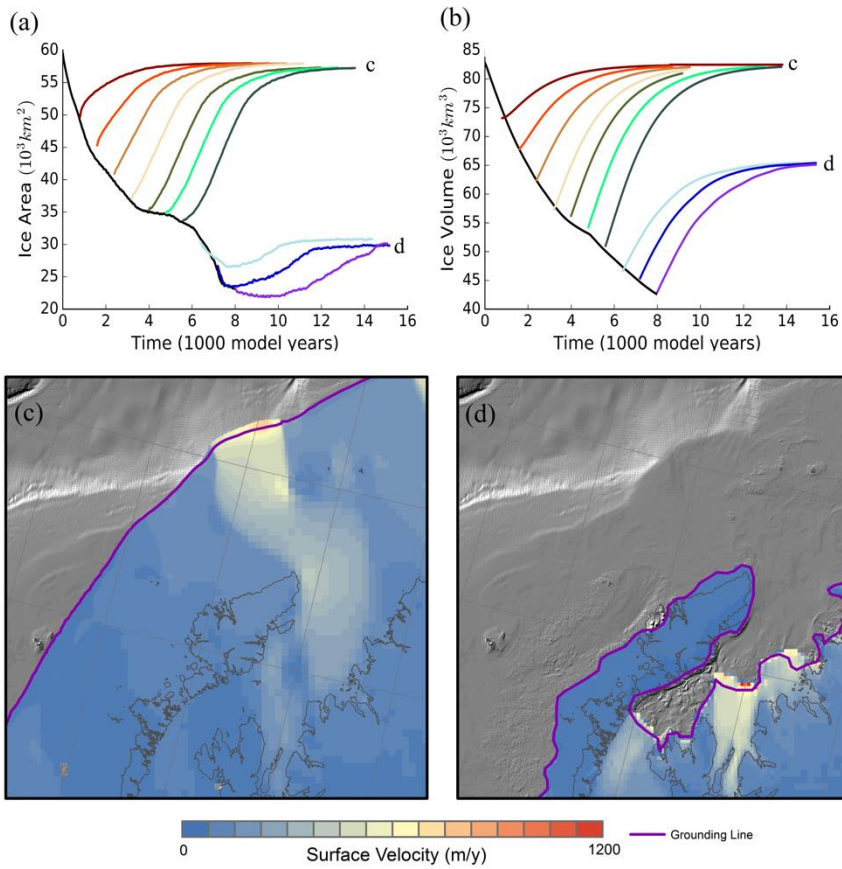 (a)
Ice Area (10³km²)
60
55
50
45
40
35
30
25
20
0 2 4 6 8 10 12 14 16
Time (1000 model years)
c
d
(b)
Ice Volume (10³km³)
85
80
75
70
65
60
55
50
45
40
0 2 4 6 8 10 12 14 16
Time (1000 model years)
c
d
(c)
(d)
0 1200
Surface Velocity (m/y)
Grounding Line